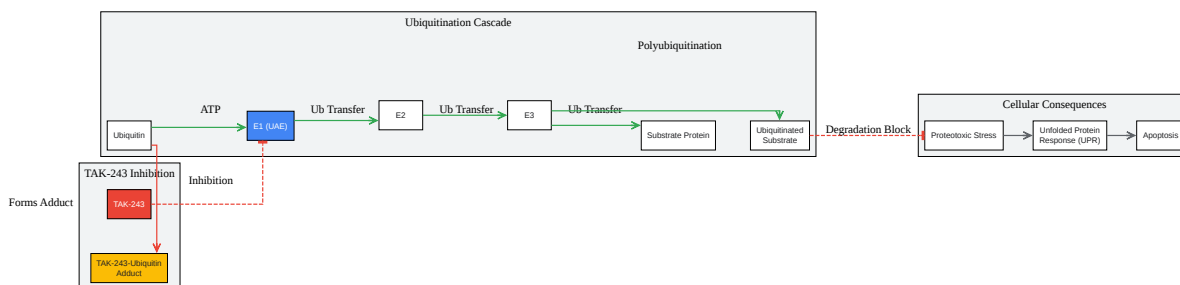 Ubiquitination Cascade
Polyubiquitination
ATP
Ub Transfer
Ub Transfer
Ub Transfer
Ubiquitin
E1 (UAE)
E2
E3
Substrate Protein
Ubiquitinated
Substrate
Degradation Block
Cellular Consequences
Proteotoxic Stress
Unfolded Protein
Response (UPR)
Apoptosis
TAK-243 Inhibition
Inhibition
Forms Adduct
TAK-243
TAK-243-Ubiquitin
Adduct